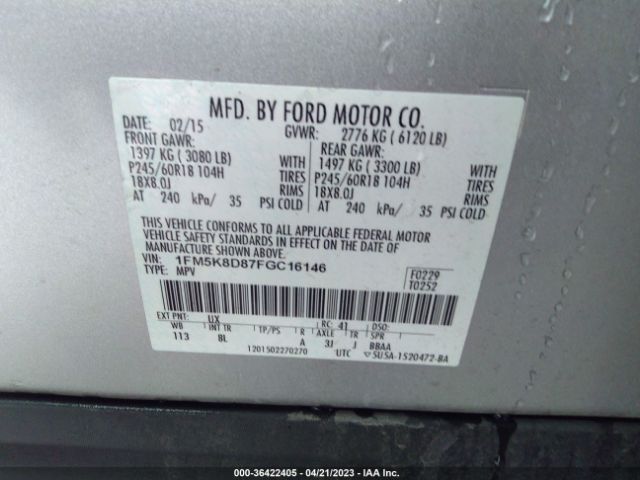 MFD. BY FORD MOTOR CO.
DATE: 02/15 GVWR: 2776 KG ( 6120 LB)
FRONT GAWR: REAR GAWR:
1397 KG ( 3080 LB) WITH 1497 KG ( 3300 LB) WITH
P245/60R18 104H TIRES P245/60R18 104H TIRES
18X8.0J RIMS 18X8.0J RIMS
AT 240 kPa/ 35 PSI COLD AT 240 kPa/ 35 PSI COLD
THIS VEHICLE CONFORMS TO ALL APPLICABLE FEDERAL MOTOR
VEHICLE SAFETY STANDARDS IN EFFECT ON THE DATE OF
MANUFACTURE SHOWN ABOVE.
VIN: 1FM5K8D87FGC16146 F0229
TYPE: MPV T0252
EXT PNT: UX RC: 41 DSO:
WB INT TR TP/PS R AXLE TR SPR
113 8L A 3J J BBAA
1201502270270 UTC ▽5U5A-1520472-BA
000-36422405 - 04/21/2023 - IAA Inc.